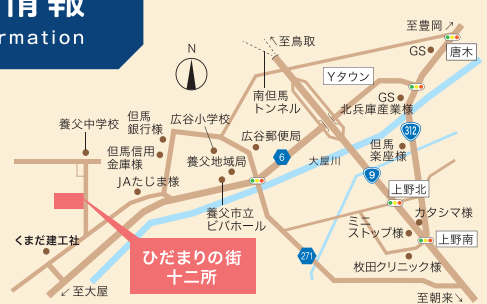 情報
ormation
至豊岡↗
GS
唐木
N
↖至鳥取
Yタウン
南但馬
トンネル
GS
北兵庫産業様
312
養父中学校
但馬
銀行様
広谷小学校
広谷郵便局
但馬信用
金庫様
養父地域局
6
大屋川
但馬
楽座様
9
上野北
JAたじま様
養父市立
ビバホール
ミニ
ストップ様
カタシマ様
上野南
くまだ建工社
ひだまりの街
十二所
271
枚田クリニック様
↙至大屋
至朝来↘